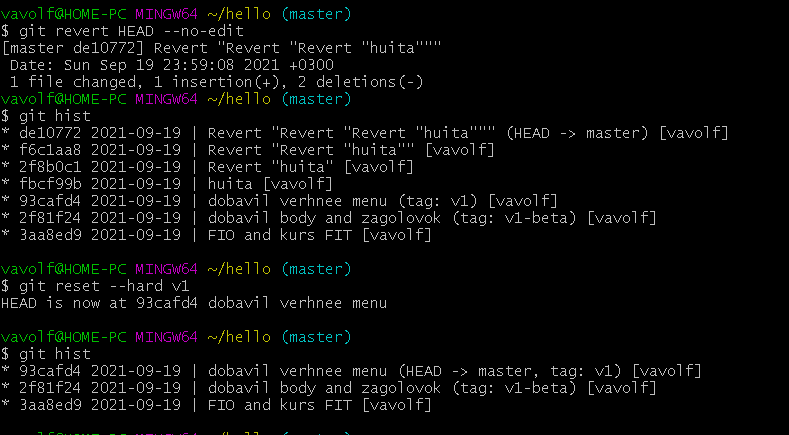 vavolf@HOME-PC MINGW64 ~/hello (master)
$ git revert HEAD --no-edit
[master de10772] Revert "Revert "Revert "huita"""
 Date: Sun Sep 19 23:59:08 2021 +0300
 1 file changed, 1 insertion(+), 2 deletions(-)
vavolf@HOME-PC MINGW64 ~/hello (master)
$ git hist
* de10772 2021-09-19 | Revert "Revert "Revert "huita""" (HEAD -> master) [vavolf]
* f6c1aa8 2021-09-19 | Revert "Revert "huita"" [vavolf]
* 2f8b0c1 2021-09-19 | Revert "huita" [vavolf]
* fbcf99b 2021-09-19 | huita [vavolf]
* 93cafd4 2021-09-19 | dobavil verhnee menu (tag: v1) [vavolf]
* 2f81f24 2021-09-19 | dobavil body and zagolovok (tag: v1-beta) [vavolf]
* 3aa8ed9 2021-09-19 | FIO and kurs FIT [vavolf]
vavolf@HOME-PC MINGW64 ~/hello (master)
$ git reset --hard v1
HEAD is now at 93cafd4 dobavil verhnee menu
vavolf@HOME-PC MINGW64 ~/hello (master)
$ git hist
* 93cafd4 2021-09-19 | dobavil verhnee menu (HEAD -> master, tag: v1) [vavolf]
* 2f81f24 2021-09-19 | dobavil body and zagolovok (tag: v1-beta) [vavolf]
* 3aa8ed9 2021-09-19 | FIO and kurs FIT [vavolf]